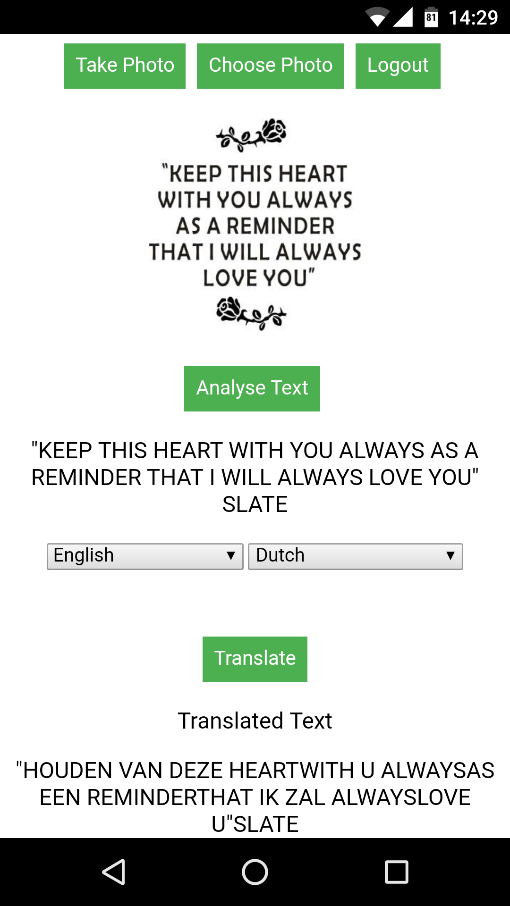 81 14:29
Take Photo Choose Photo Logout
"KEEP THIS HEART
WITH YOU ALWAYS
AS A REMINDER
THAT I WILL ALWAYS
LOVE YOU"
Analyse Text
"KEEP THIS HEART WITH YOU ALWAYS AS A
REMINDER THAT I WILL ALWAYS LOVE YOU"
SLATE
English Dutch
Translate
Translated Text
"HOUDEN VAN DEZE HEARTWITH U ALWAYSAS
EEN REMINDERTHAT IK ZAL ALWAYSLOVE
U"SLATE